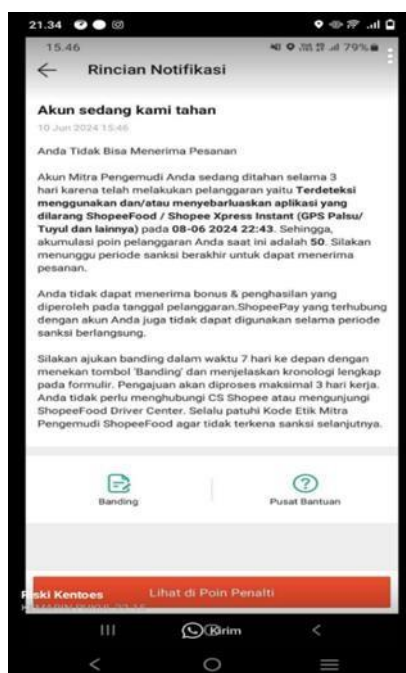 21.34
15.46
79%
Rincian Notifikasi
Akun sedang kami tahan
10 Jun 2024 15:46
Anda Tidak Bisa Menerima Pesanan
Akun Mitra Pengemudi Anda sedang ditahan selama 3
hari karena telah melakukan pelanggaran yaitu Terdeteksi
menggunakan dan/atau menyebarluaskan aplikasi yang
dilarang ShopeeFood / Shopee Xpress Instant (GPS Palsu/
Tuyul dan lainnya) pada 08-06 2024 22:43. Sehingga,
akumulasi poin pelanggaran Anda saat ini adalah 50. Silakan
menunggu periode sanksi berakhir untuk dapat menerima
pesanan.
Anda tidak dapat menerima bonus & penghasilan yang
diperoleh pada tanggal pelanggaran.ShopeePay yang terhubung
dengan akun Anda juga tidak dapat digunakan selama periode
sanksi berlangsung.
Silakan ajukan banding dalam waktu 7 hari ke depan dengan
menekan tombol 'Banding' dan menjelaskan kronologi lengkap
pada formulir. Pengajuan akan diproses maksimal 3 hari kerja.
Anda tidak perlu menghubungi CS Shopee atau mengunjungi
ShopeeFood Driver Center. Selalu patuhi Kode Etik Mitra
Pengemudi ShopeeFood agar tidak terkena sanksi selanjutnya.
Banding
Pusat Bantuan
Lihat di Poin Penalti
Kentoes
Kirim